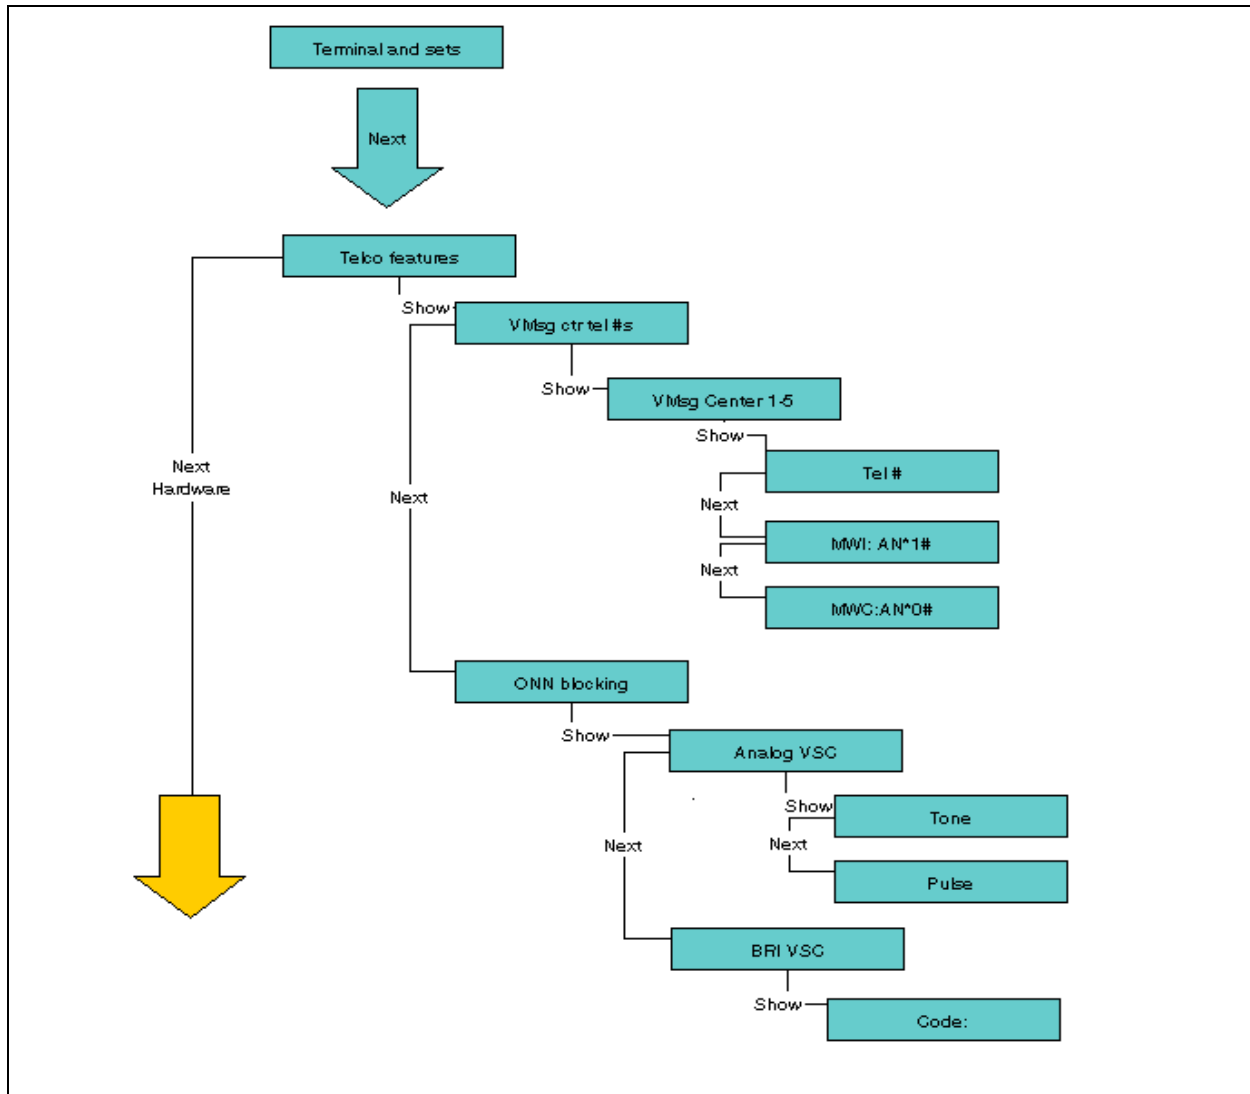 Terminal and sets
Next
Telco features
Show
VMsg ctr tel #s
Show
VMsg Center 1-5
Show
Tel #
Next
Hardware
Next
Next
MWI: AN*1#
Next
MWC:AN*0#
ONN blocking
Show
Analog VSC
Show
Tone
Next
Next
Pulse
BRI VSC
Show
Code: